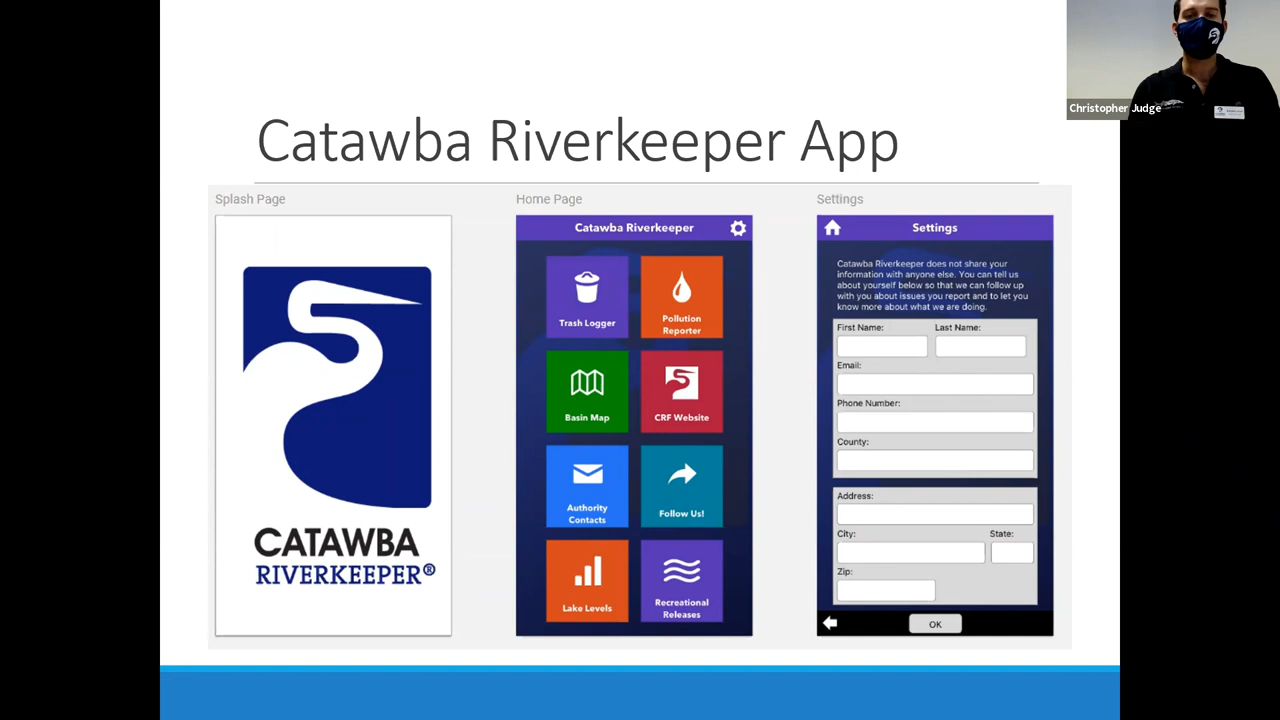 Christopher Judge
Catawba Riverkeeper App
Splash Page
CATAWBA
RIVERKEEPER®
Home Page
Catawba Riverkeeper
Trash Logger
Pollution
Reporter
Basin Map
CRF Website
Authority
Contacts
Follow Us!
Lake Levels
Recreational
Releases
Settings
Settings
Catawba Riverkeeper does not share your
information with anyone else. You can tell us
about yourself below so that we can follow up
with you about issues you report and to let you
know more about what we are doing.
First Name: Last Name:
Email:
Phone Number:
County:
Address:
City: State:
Zip:
OK